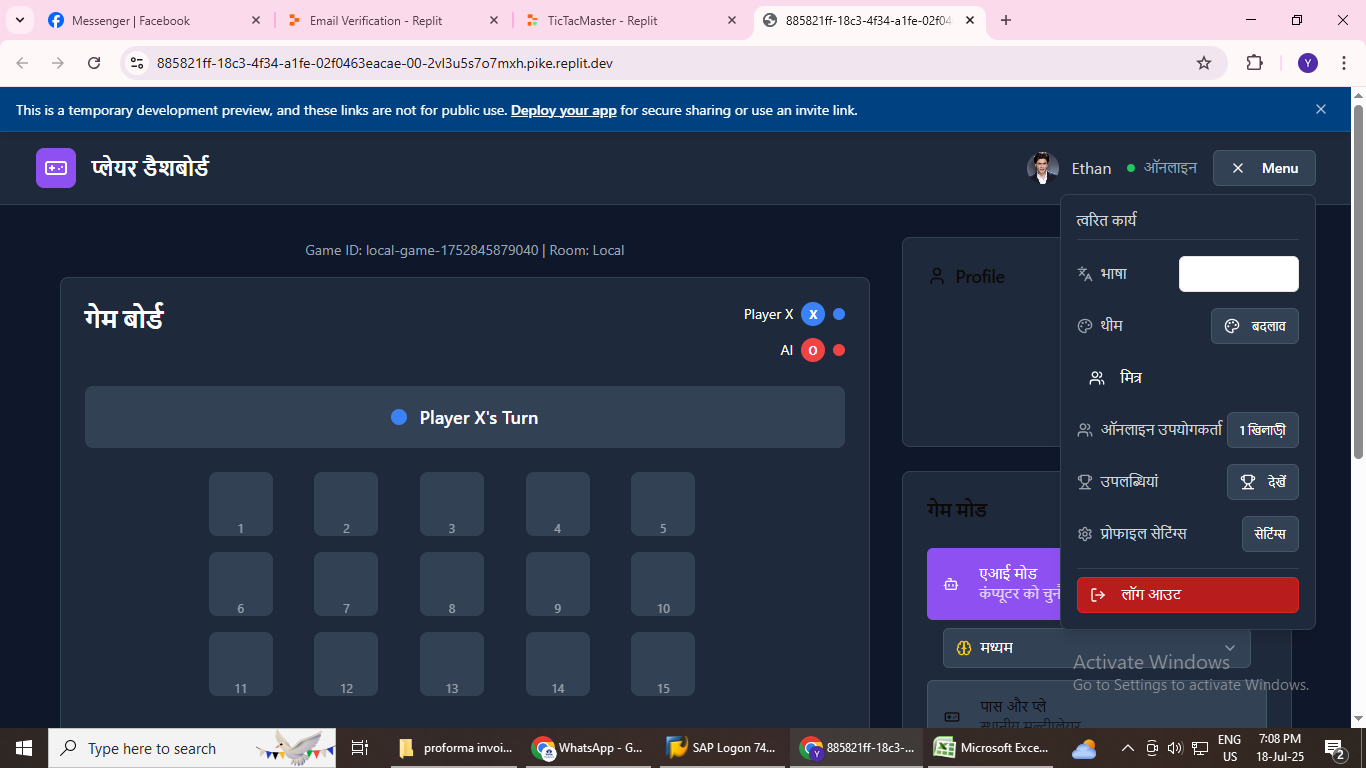 Messenger | Facebook
Email Verification - Replit
TicTacMaster - Replit
885821ff-18c3-4f34-a1fe-02f04
885821ff-18c3-4f34-a1fe-02f0463eacae-00-2vl3u5s7o7mxh.pike.replit.dev
Y
This is a temporary development preview, and these links are not for public use. Deploy your app for secure sharing or use an invite link.
प्लेयर डैशबोर्ड
Ethan
ऑनलाइन
Menu
त्वरित कार्य
Game ID: local-game-1752845879040 | Room: Local
Profile
भाषा
गेम बोर्ड
Player X X
AI O
थीम
बदलाव
मित्र
Player X's Turn
ऑनलाइन उपयोगकर्ता
1 खिलाड़ी
उपलब्धियां
देखें
1 2 3 4 5
गेम मोड
प्रोफाइल सेटिंग्स
सेटिंग्स
एआई मोड
कंप्यूटर को
लॉग आउट
6 7 8 9 10
मध्यम
11 12 13 14 15
Activate Windows
Go to Settings to activate Windows.
पास और प्ले
स्थानीय मल्टीप्लेयर
Type here to search
proforma invoi...
WhatsApp - G...
SAP Logon 74...
885821ff-18c3-...
Microsoft Exce...
ENG
US
7:08 PM
18-Jul-25
2